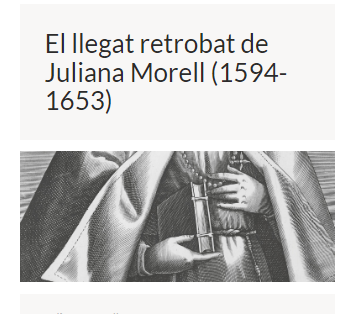 El llegat retrobat de
Juliana Morell (1594-
1653)